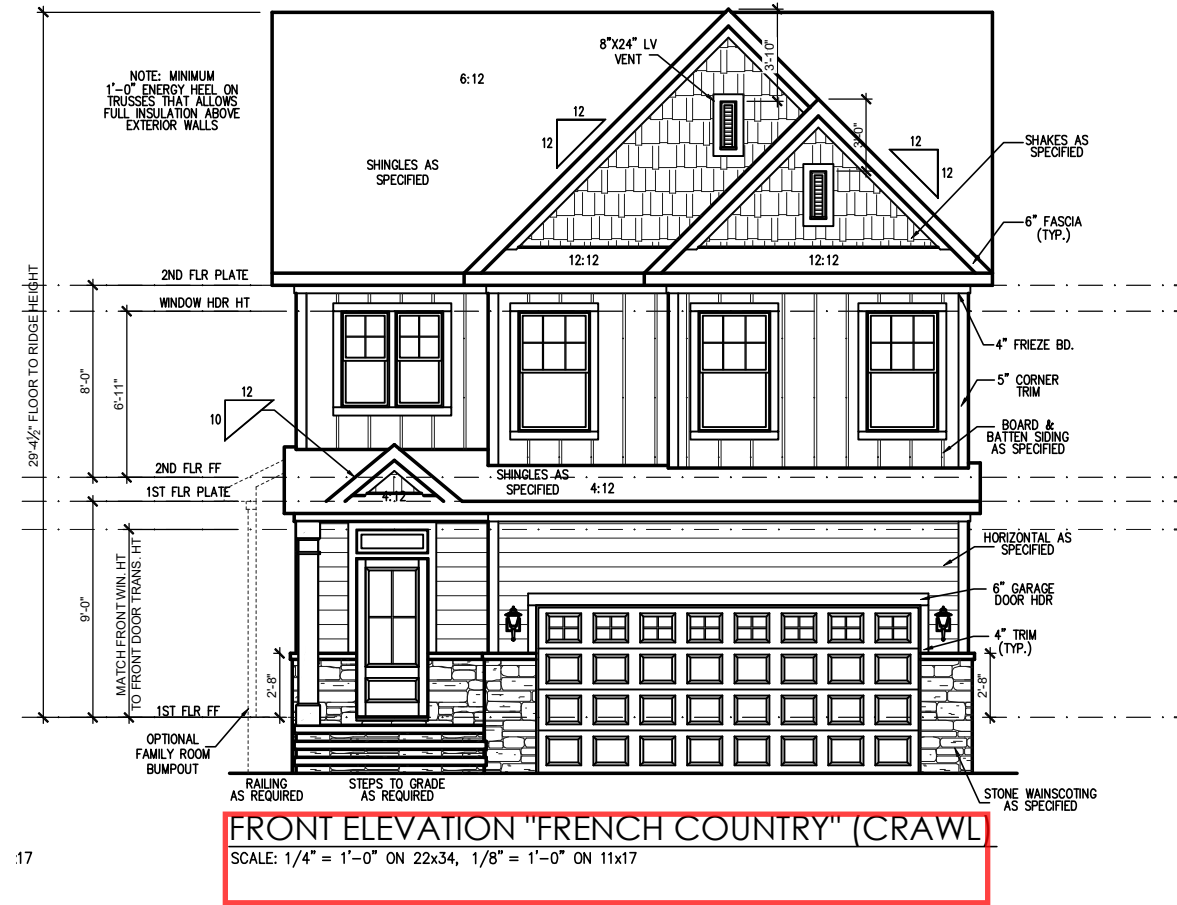 8"X24" LV
VENT
3'-10"
6:12
NOTE: MINIMUM
1'-0" ENERGY HEEL ON
TRUSSES THAT ALLOWS
FULL INSULATION ABOVE
EXTERIOR WALLS
12
12
3'-0"
12
12
SHAKES AS
SPECIFIED
SHINGLES AS
SPECIFIED
6" FASCIA
(TYP.)
12:12
12:12
2ND FLR PLATE
WINDOW HDR HT
29'-4½" FLOOR TO RIDGE HEIGHT
8'-0"
6'-11"
4" FRIEZE BD.
5" CORNER
TRIM
12
10
BOARD &
BATTEN SIDING
AS SPECIFIED
2ND FLR FF
1ST FLR PLATE
SHINGLES AS
SPECIFIED
4:12
4:12
HORIZONTAL AS
SPECIFIED
9'-0"
MATCH FRONT WIN. HT
TO FRONT DOOR TRANS. HT
6" GARAGE
DOOR HDR
4" TRIM
(TYP.)
2'-8"
2'-8"
1ST FLR FF
OPTIONAL
FAMILY ROOM
BUMPOUT
RAILING
AS REQUIRED
STEPS TO GRADE
AS REQUIRED
STONE WAINSCOTING
AS SPECIFIED
FRONT ELEVATION "FRENCH COUNTRY" (CRAWL)
SCALE: 1/4" = 1'-0" ON 22x34, 1/8" = 1'-0" ON 11x17
:17